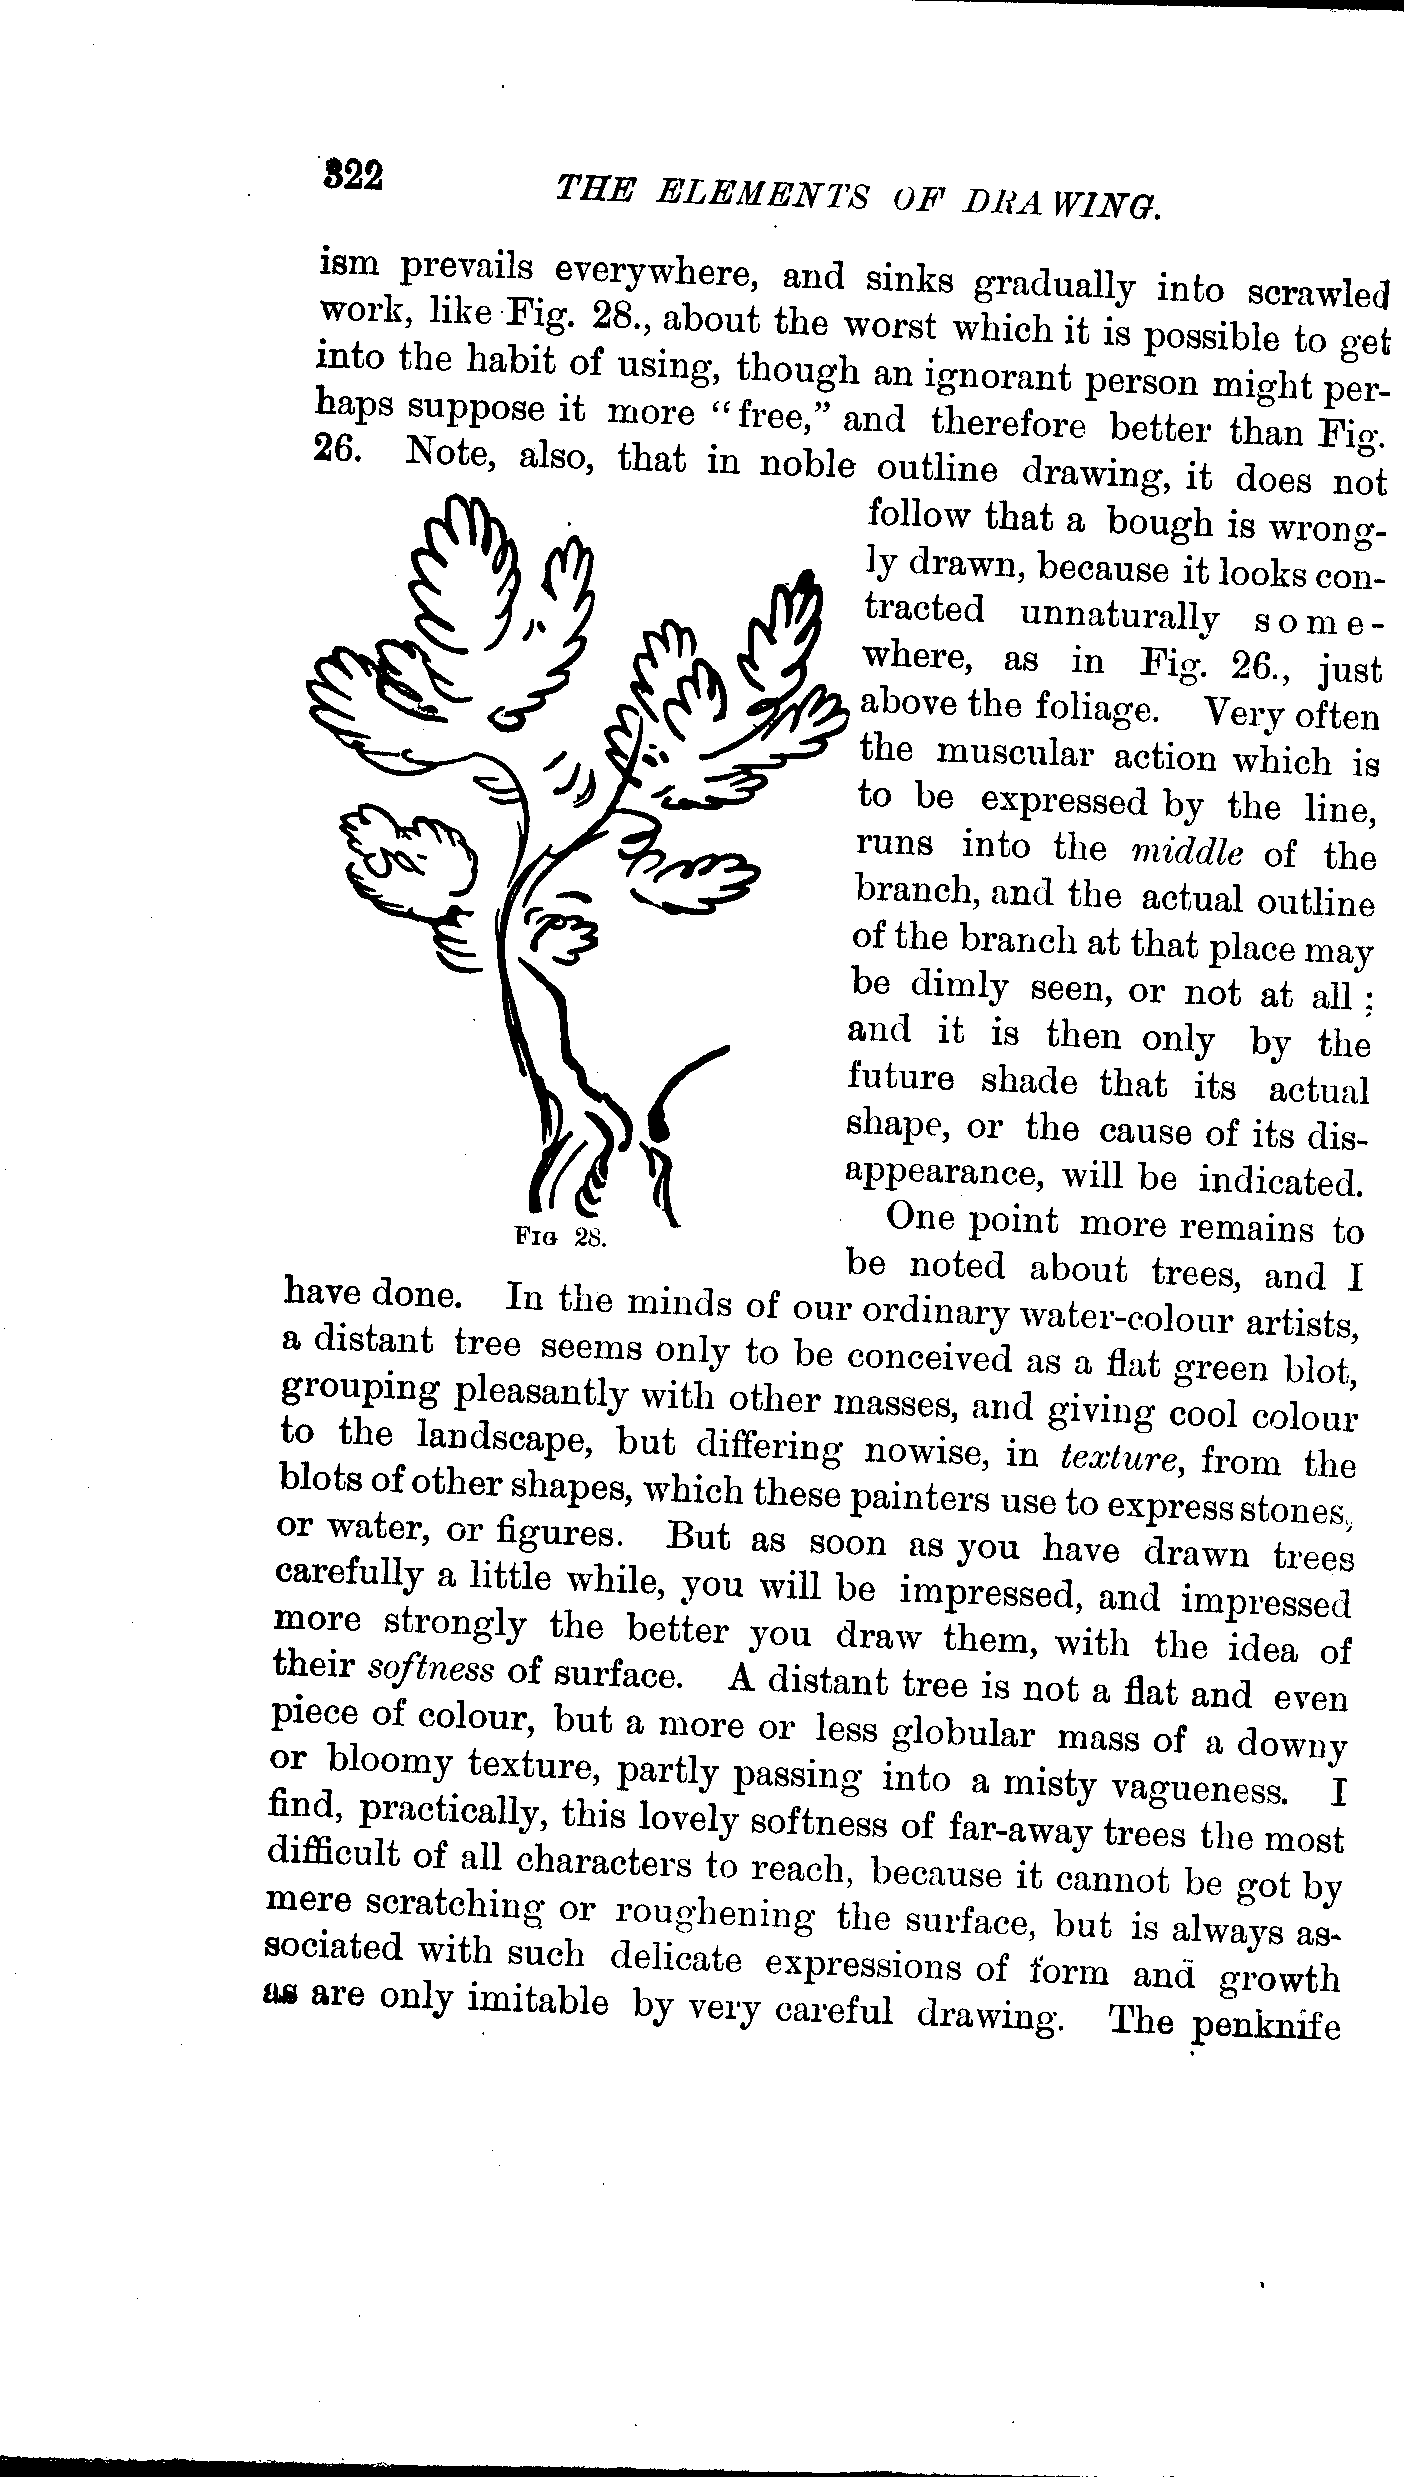 322
THE ELEMENTS OF DRAWING.
ism prevails everywhere, and sinks gradually into scrawled
work, like Fig. 28., about the worst which it is possible to get
into the habit of using, though an ignorant person might per-
haps suppose it more “free,” and therefore better than Fig.
26. Note, also, that in noble outline drawing, it does not
follow that a bough is wrong-
ly drawn, because it looks con-
tracted unnaturally some-
where, as in Fig. 26., just
above the foliage. Very often
the muscular action which is
to be expressed by the line,
runs into the middle of the
branch, and the actual outline
of the branch at that place may
be dimly seen, or not at all ;
and it is then only by the
future shade that its actual
shape, or the cause of its dis-
appearance, will be indicated.
FIG 28.
One point more remains to
be noted about trees, and I
have done. In the minds of our ordinary water-colour artists,
a distant tree seems only to be conceived as a flat green blot,
grouping pleasantly with other masses, and giving cool colour
to the landscape, but differing nowise, in texture, from the
blots of other shapes, which these painters use to express stones,
or water, or figures. But as soon as you have drawn trees
carefully a little while, you will be impressed, and impressed
more strongly the better you draw them, with the idea of
their softness of surface. A distant tree is not a flat and even
piece of colour, but a more or less globular mass of a downy
or bloomy texture, partly passing into a misty vagueness. I
find, practically, this lovely softness of far-away trees the most
difficult of all characters to reach, because it cannot be got by
mere scratching or roughening the surface, but is always as-
sociated with such delicate expressions of form and growth
as are only imitable by very careful drawing. The penknife